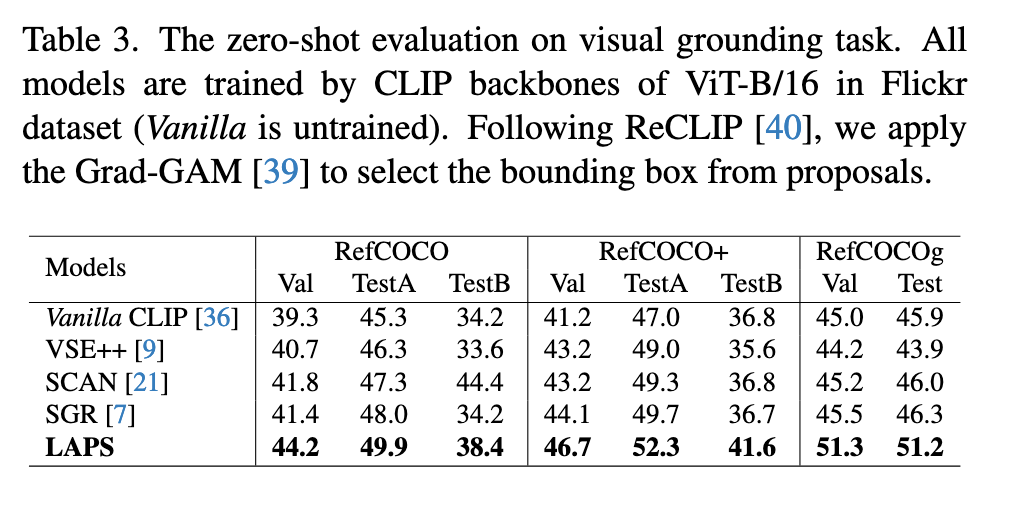 Table 3. The zero-shot evaluation on visual grounding task. All
models are trained by CLIP backbones of ViT-B/16 in Flickr
dataset (Vanilla is untrained). Following ReCLIP [40], we apply
the Grad-GAM [39] to select the bounding box from proposals.
Models RefCOCO RefCOCO+ RefCOCOg
Val TestA TestB Val TestA TestB Val Test
Vanilla CLIP [36] 39.3 45.3 34.2 41.2 47.0 36.8 45.0 45.9
VSE++ [9] 40.7 46.3 33.6 43.2 49.0 35.6 44.2 43.9
SCAN [21] 41.8 47.3 44.4 43.2 49.3 36.8 45.2 46.0
SGR [7] 41.4 48.0 34.2 44.1 49.7 36.7 45.5 46.3
LAPS 44.2 49.9 38.4 46.7 52.3 41.6 51.3 51.2